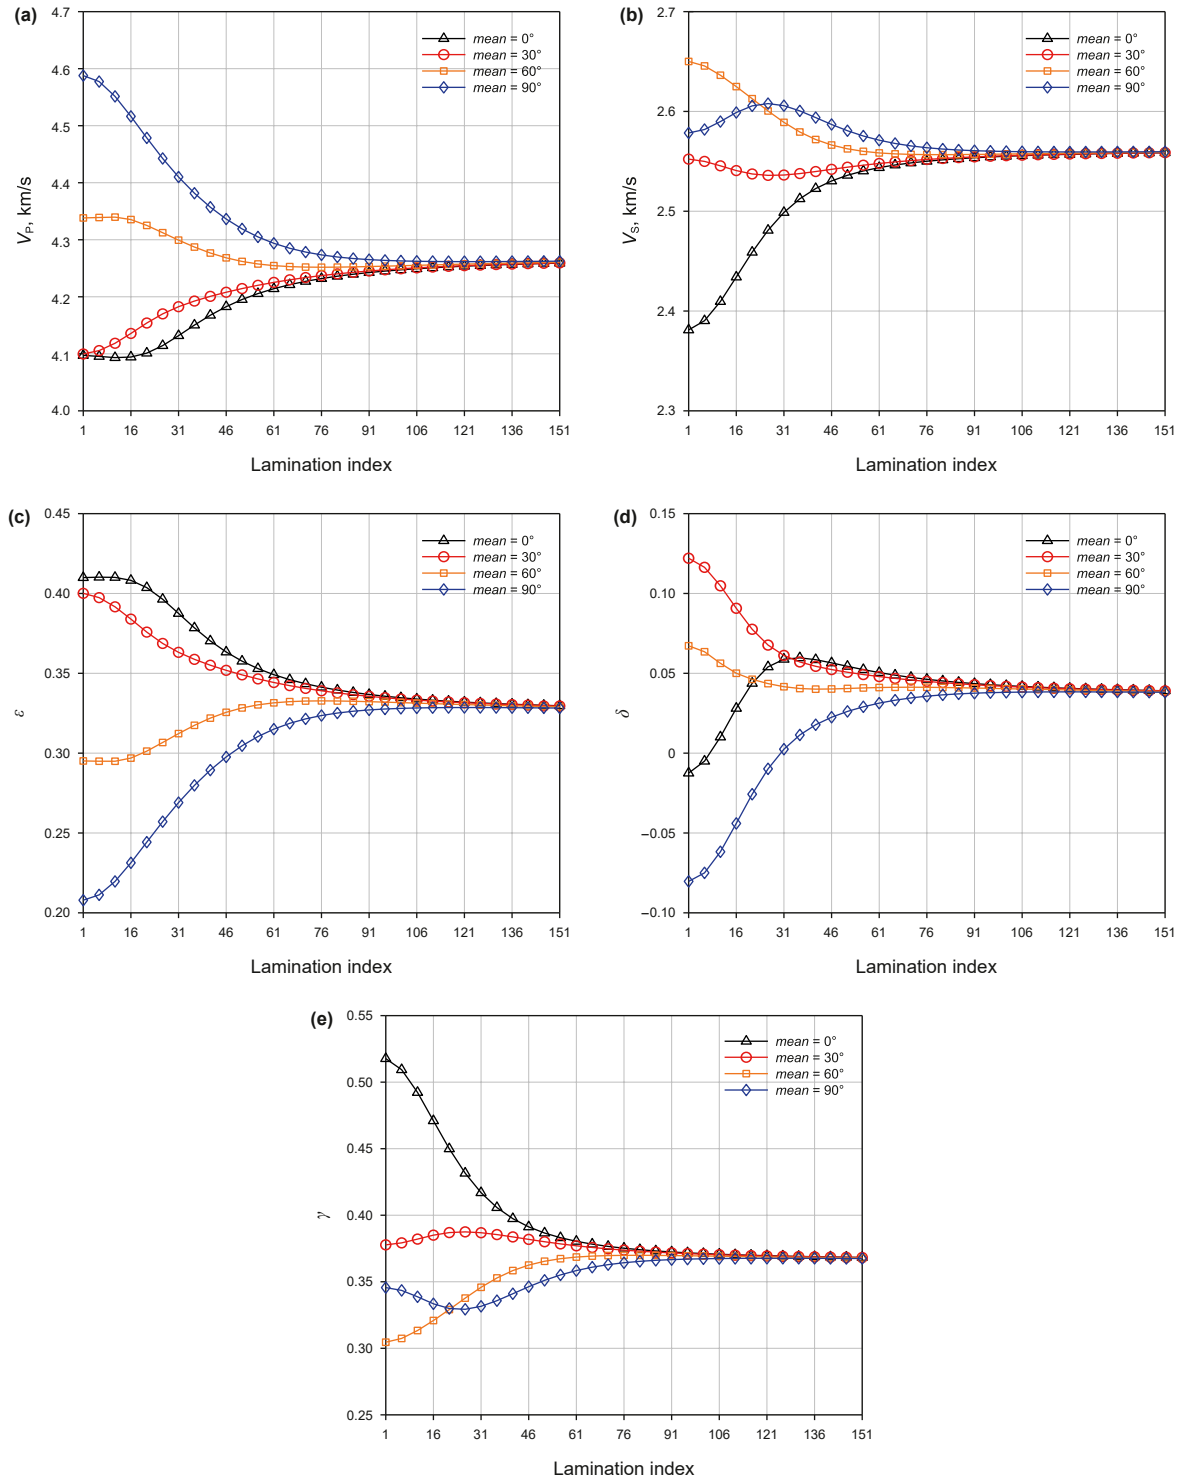 (a)
4.7
4.6
4.5
4.4
4.3
4.2
4.1
4.0
VP, km/s
mean = 0°
mean = 30°
mean = 60°
mean = 90°
1 16 31 46 61 76 91 106 121 136 151
Lamination index
(b)
2.7
2.6
2.5
2.4
2.3
VS, km/s
mean = 0°
mean = 30°
mean = 60°
mean = 90°
1 16 31 46 61 76 91 106 121 136 151
Lamination index
(c)
0.45
0.40
0.35
0.30
0.25
0.20
ε
mean = 0°
mean = 30°
mean = 60°
mean = 90°
1 16 31 46 61 76 91 106 121 136 151
Lamination index
(d)
0.15
0.10
0.05
0
−0.05
−0.10
δ
mean = 0°
mean = 30°
mean = 60°
mean = 90°
1 16 31 46 61 76 91 106 121 136 151
Lamination index
(e)
0.55
0.50
0.45
0.40
0.35
0.30
0.25
γ
mean = 0°
mean = 30°
mean = 60°
mean = 90°
1 16 31 46 61 76 91 106 121 136 151
Lamination index